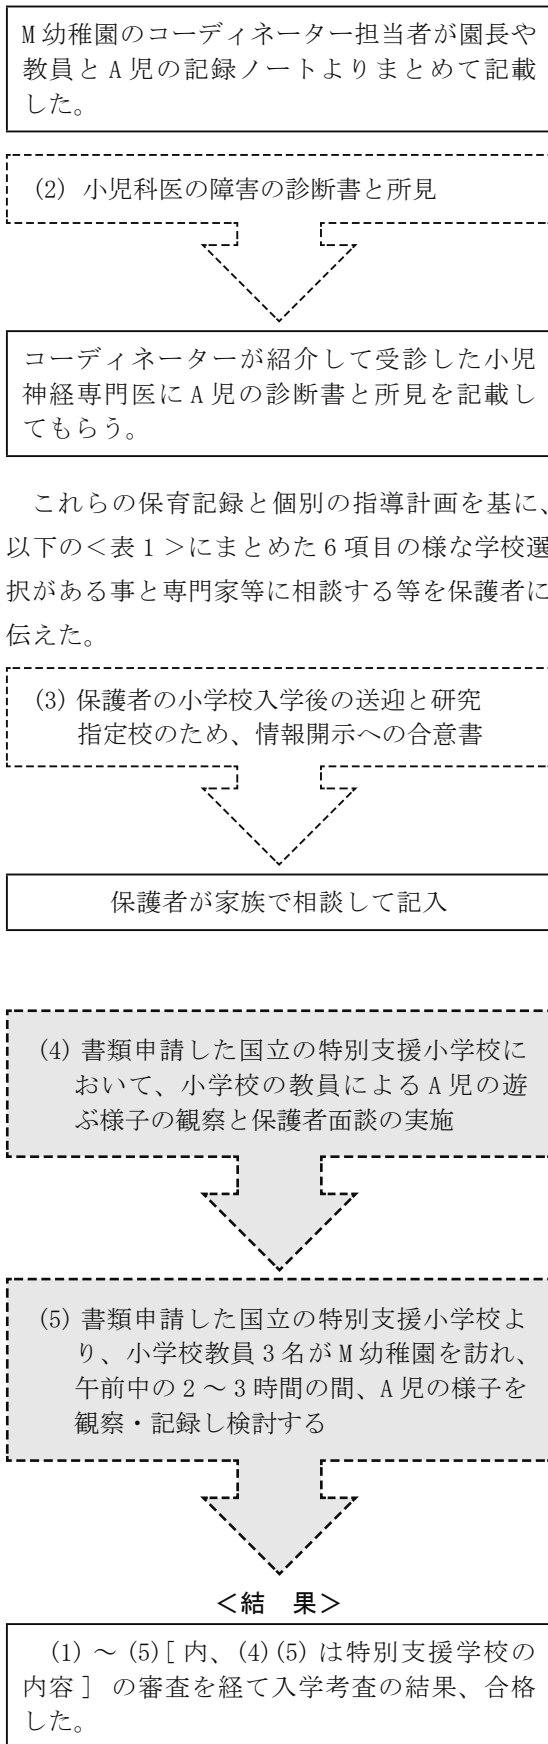 M幼稚園のコーディネーター担当者が園長や
教員とA児の記録ノートよりまとめて記載
した。
(2) 小児科医の障害の診断書と所見
コーディネーターが紹介して受診した小児
神経専門医にA児の診断書と所見を記載し
てもらう。
これらの保育記録と個別の指導計画を基に、
以下の＜表1＞にまとめた6項目の様な学校選
択がある事と専門家等に相談する等を保護者に
伝えた。
(3) 保護者の小学校入学後の送迎と研究
指定校のため、情報開示への合意書
保護者が家族で相談して記入
(4) 書類申請した国立の特別支援小学校に
おいて、小学校の教員によるA児の遊
ぶ様子の観察と保護者面談の実施
(5) 書類申請した国立の特別支援小学校よ
り、小学校教員3名がM幼稚園を訪れ、
午前中の2～3時間の間、A児の様子を
観察・記録し検討する
＜結　果＞
(1) ～ (5)[ 内、(4)(5) は特別支援学校の
内容 ] の審査を経て入学考査の結果、合格
した。